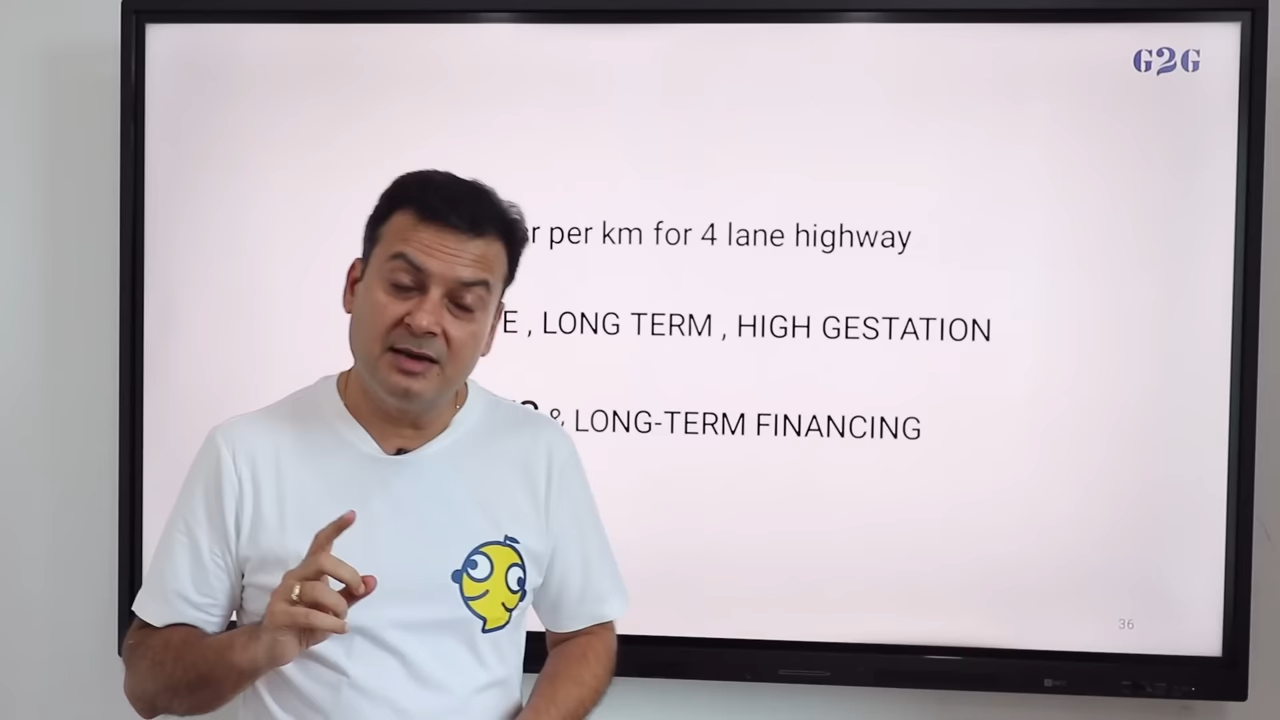 G2G
per km for 4 lane highway
, LONG TERM , HIGH GESTATION
& LONG-TERM FINANCING
36